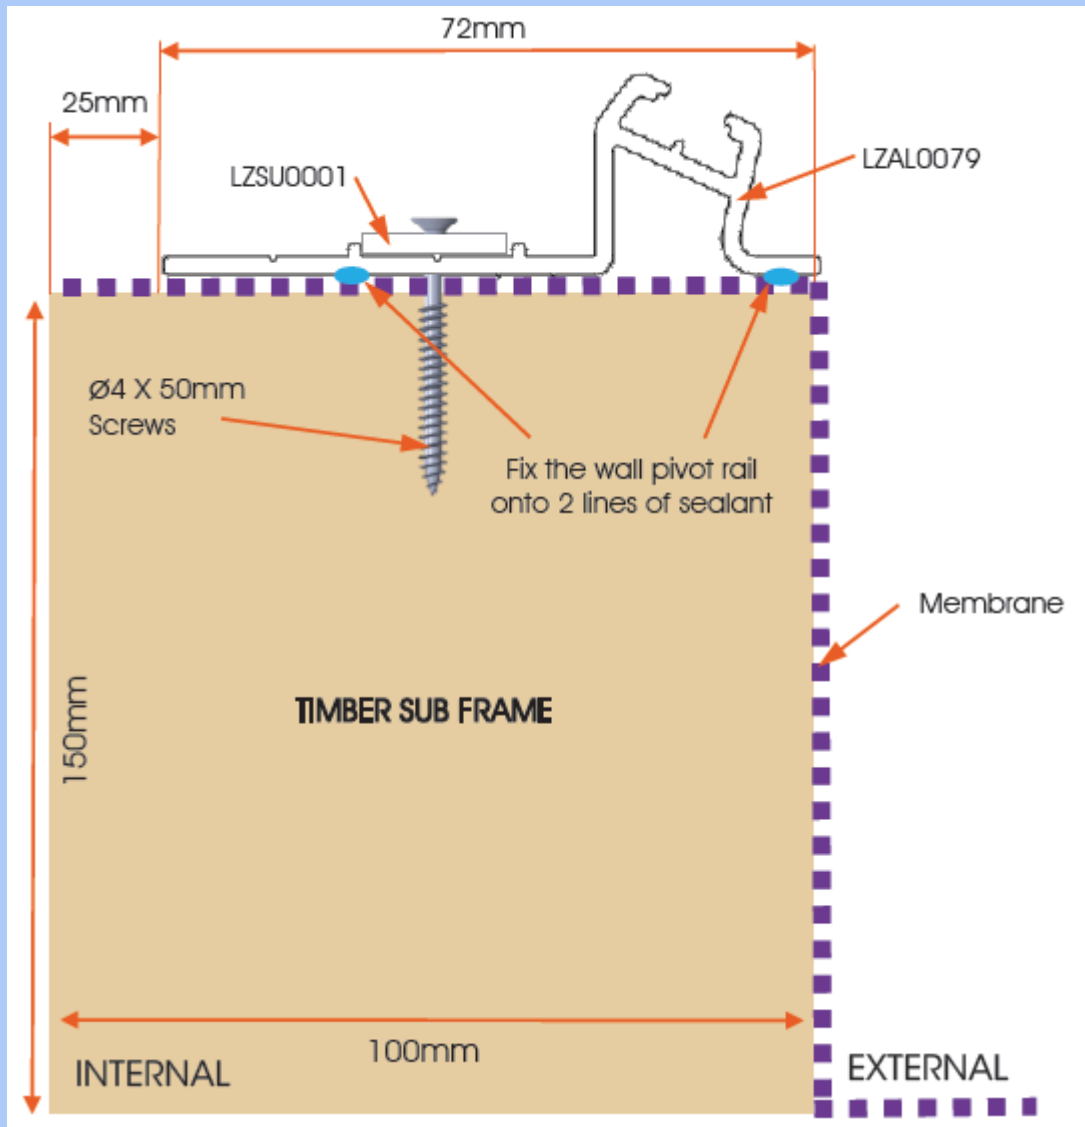 72mm
25mm
LZSU0001
LZAL0079
Ø4 X 50mm
Screws
Fix the wall pivot rail
onto 2 lines of sealant
Membrane
TIMBER SUB FRAME
150mm
100mm
INTERNAL
EXTERNAL